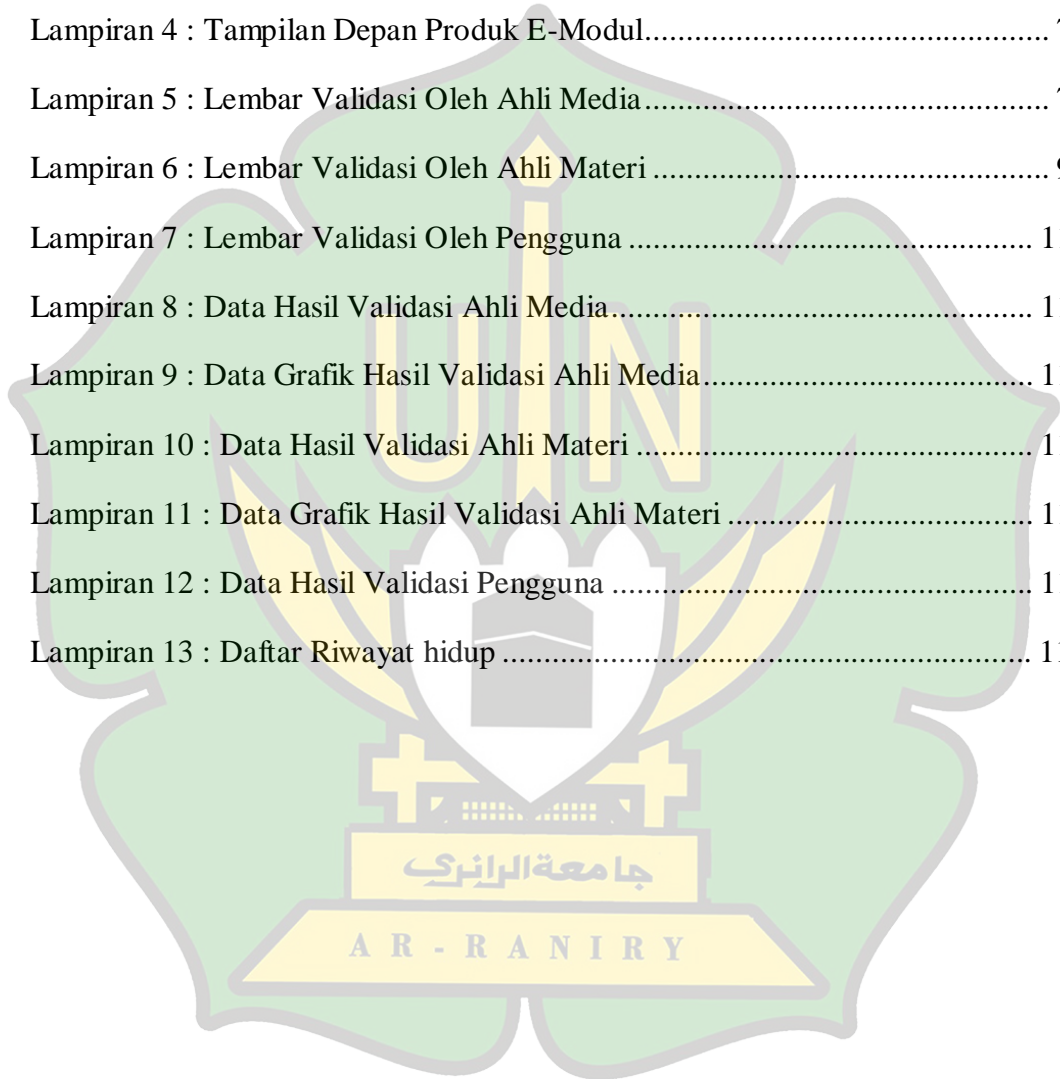 Lampiran 4 : Tampilan Depan Produk E-Modul
Lampiran 5 : Lembar Validasi Oleh Ahli Media
Lampiran 6 : Lembar Validasi Oleh Ahli Materi
Lampiran 7 : Lembar Validasi Oleh Pengguna
Lampiran 8 : Data Hasil Validasi Ahli Media
Lampiran 9 : Data Grafik Hasil Validasi Ahli Media
Lampiran 10 : Data Hasil Validasi Ahli Materi
Lampiran 11 : Data Grafik Hasil Validasi Ahli Materi
Lampiran 12 : Data Hasil Validasi Pengguna
Lampiran 13 : Daftar Riwayat hidup
UIN
جامعة الرانري
AR-RANIRY